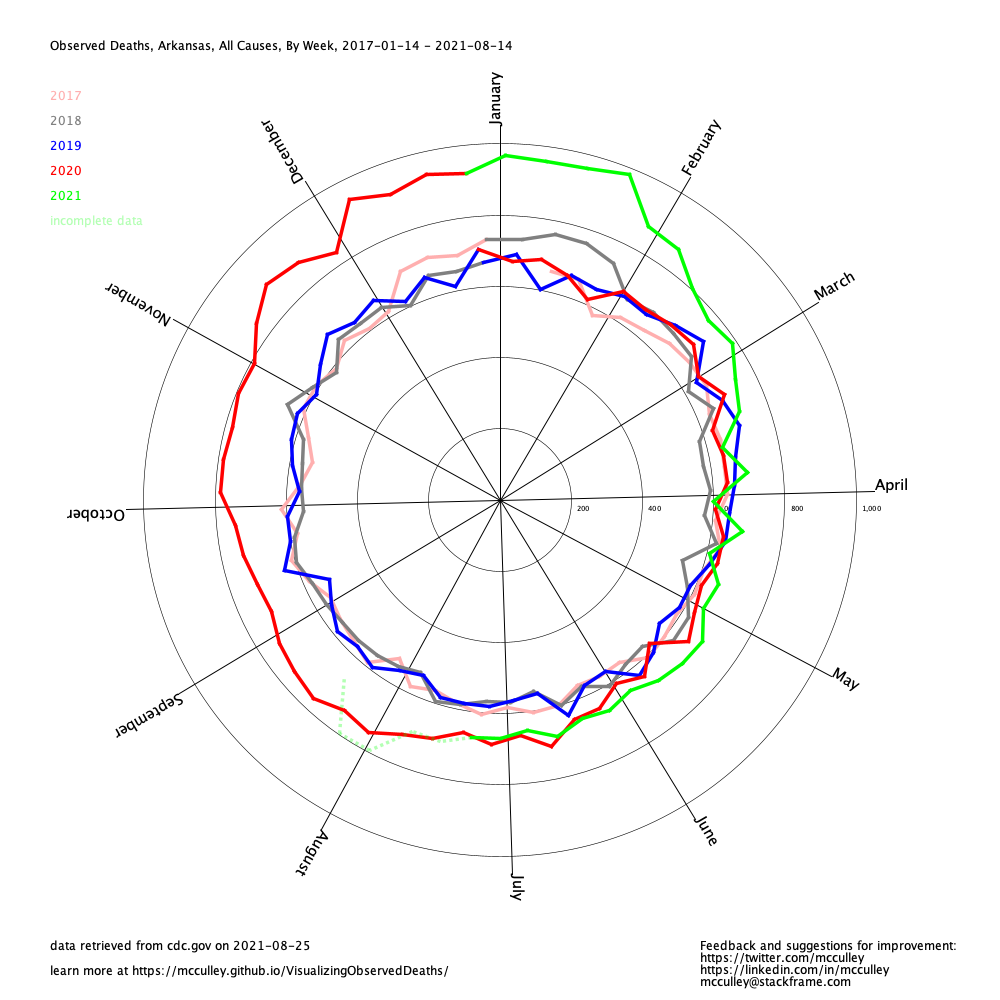 Observed Deaths, Arkansas, All Causes, By Week, 2017-01-14 - 2021-08-14
2017
2018
2019
2020
2021
incomplete data
January
February
March
April
May
June
July
August
September
October
November
December
200
400
800
1,000
data retrieved from cdc.gov on 2021-08-25
learn more at https://mcculley.github.io/VisualizingObservedDeaths/
Feedback and suggestions for improvement:
https://twitter.com/mcculley
https://linkedin.com/in/mcculley
mcculley@stackframe.com